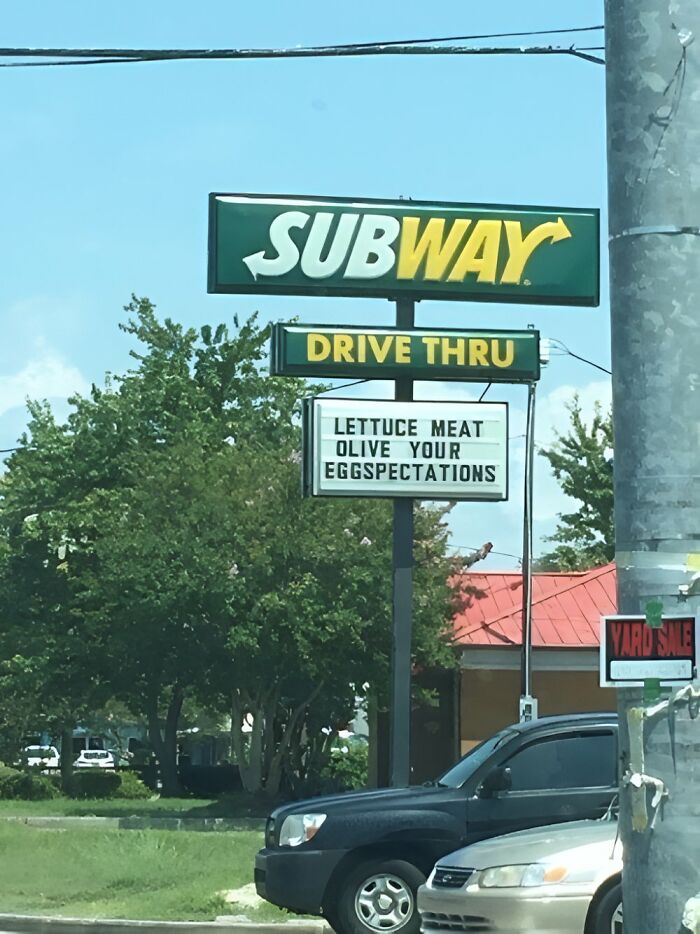 SUBWAY
DRIVE THRU
LETTUCE MEAT
OLIVE YOUR
EGGSPECTATIONS
YARD SALE